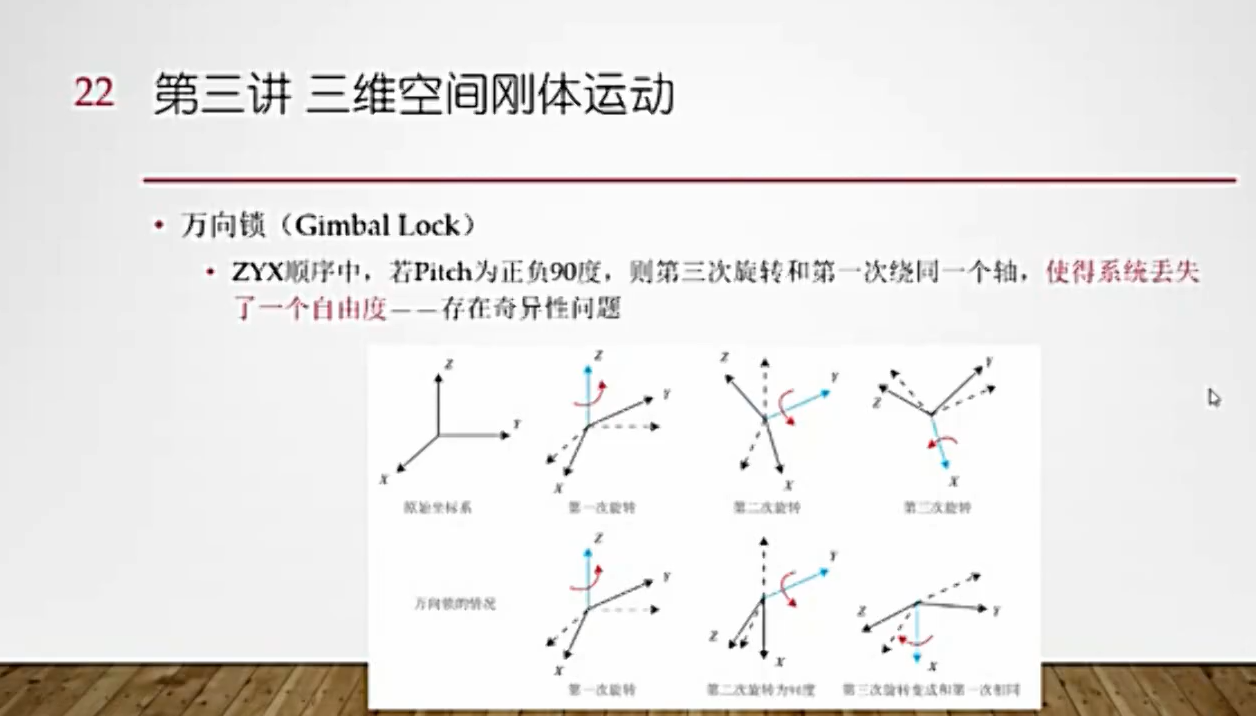 22 第三讲 三维空间刚体运动
• 万向锁（Gimbal Lock）
• ZYX顺序中，若Pitch为正负90度，则第三次旋转和第一次绕同一个轴，使得系统丢失
了一个自由度——存在奇异性问题
Z
Y
X
原始坐标系
Z
Y
X
第一次旋转
Z
Y
X
第二次旋转
Y
Z
X
第三次旋转
万向锁的情况
Z
Y
X
第一次旋转
Y
Z
X
第二次旋转为90度
Z
Y
X
第三次旋转变成和第一次相同